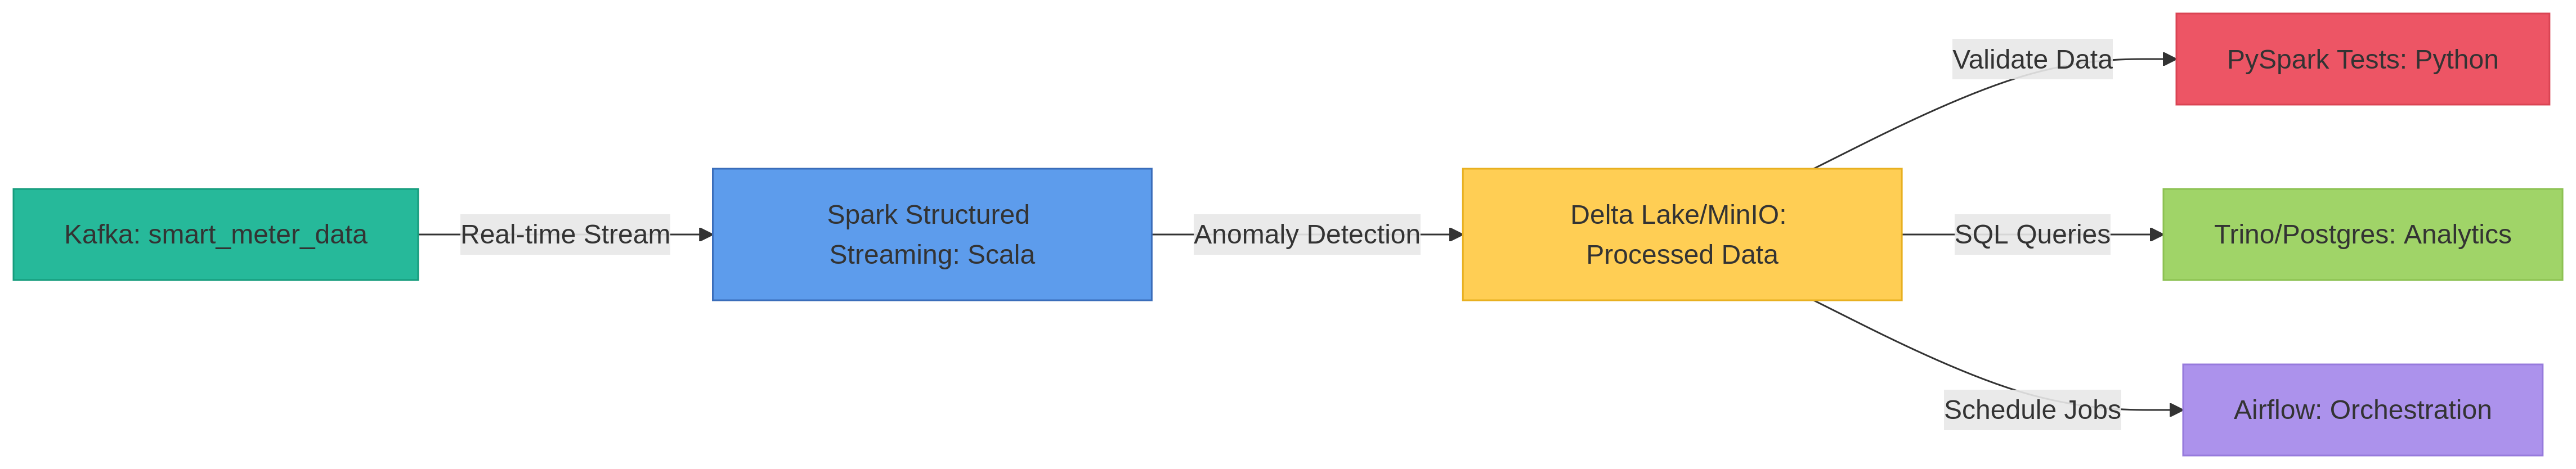 Kafka: smart_meter_data
Real-time Stream
Spark Structured
Streaming: Scala
Anomaly Detection
Delta Lake/MinIO:
Processed Data
Validate Data
PySpark Tests: Python
SQL Queries
Trino/Postgres: Analytics
Schedule Jobs
Airflow: Orchestration